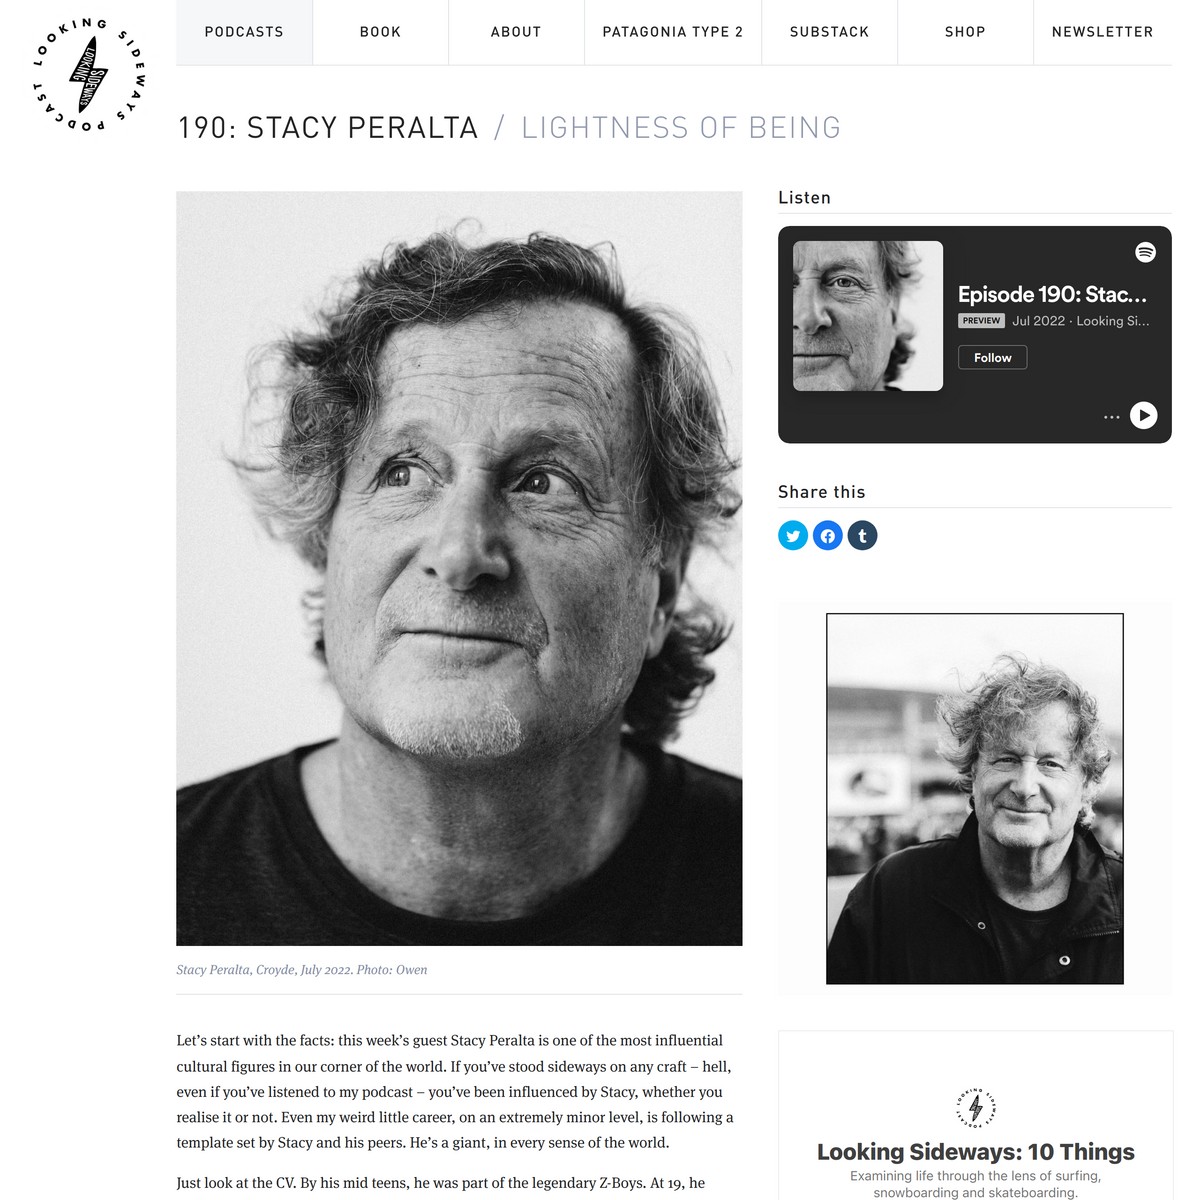 LOOKING SIDEWAYS PODCAST
LOOKING
SIDEWAYS
PODCASTS
BOOK
ABOUT
PATAGONIA TYPE 2
SUBSTACK
SHOP
NEWSLETTER
190: STACY PERALTA / LIGHTNESS OF BEING
Listen
Episode 190: Stac...
PREVIEW Jul 2022 · Looking Si...
Follow
Share this
Stacy Peralta, Croyde, July 2022. Photo: Owen
Let’s start with the facts: this week’s guest Stacy Peralta is one of the most influential
cultural figures in our corner of the world. If you’ve stood sideways on any craft – hell,
even if you’ve listened to my podcast – you’ve been influenced by Stacy, whether you
realise it or not. Even my weird little career, on an extremely minor level, is following a
template set by Stacy and his peers. He’s a giant, in every sense of the world.
Just look at the CV. By his mid teens, he was part of the legendary Z-Boys. At 19, he
LOOKING SIDEWAYS PODCAST
Looking Sideways: 10 Things
Examining life through the lens of surfing,
snowboarding and skateboarding.